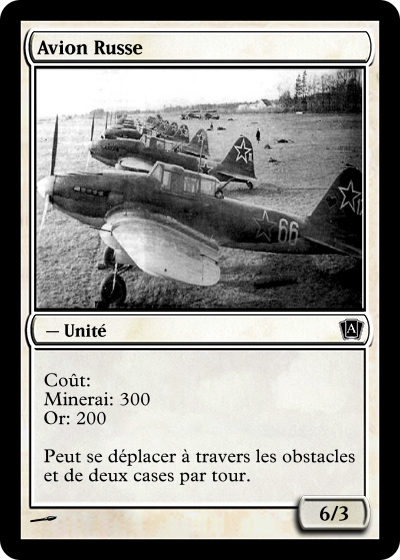 Avion Russe
66
— Unité
A
Coût:
Minerai: 300
Or: 200
Peut se déplacer à travers les obstacles
et de deux cases par tour.
6/3